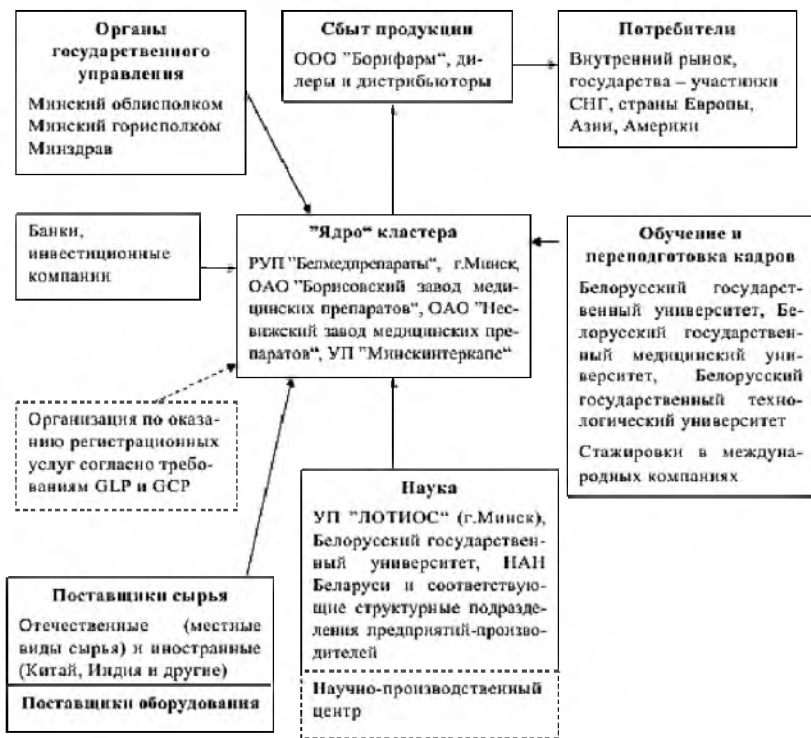 Органы
государственного
управления
Минский облисполком
Минский горисполком
Минздрав
Сбыт продукции
ООО "Борифарм“, ди-
леры и дистрибьюторы
Потребители
Внутренний рынок,
государства – участники
СНГ, страны Европы,
Азии, Америки
Банки,
инвестиционные
компании
"Ядро“ кластера
РУП "Белмедпрепараты“, г.Минск,
ОАО "Борисовский завод меди-
цинских препаратов“, ОАО "Нес-
вижский завод медицинских пре-
паратов“, УП "Минскинтеркапс“
Обучение и
переподготовка кадров
Белорусский государст-
венный университет, Бе-
лорусский государствен-
ный медицинский уни-
верситет, Белорусский
государственный техно-
логический университет
Стажировки в междуна-
родных компаниях
Организация по оказа-
нию регистрационных
услуг согласно требо-
ваниям GLP и GCP
Наука
УП "ЛОТИОС“ (г.Минск),
Белорусский государствен-
ный университет, НАН
Беларуси и соответствую-
щие структурные подразде-
ления предприятий-произво-
дителей
Научно-производственный
центр
Поставщики сырья
Отечественные (местные
виды сырья) и иностранные
(Китай, Индия и другие)
Поставщики оборудования